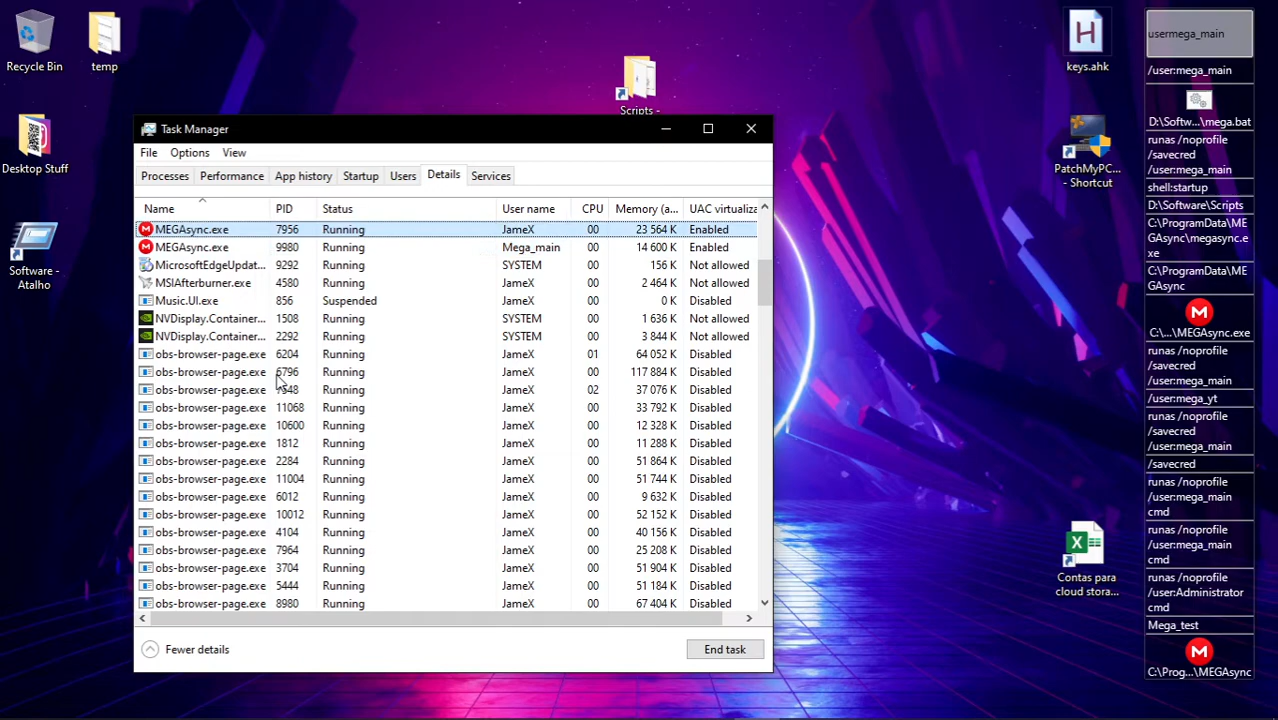 Recycle Bin
temp
Desktop Stuff
Software -
Atalho
Scripts -
keys.ahk
PatchMyPC...
- Shortcut
Contas para
cloud stora...
Task Manager
File Options View
Processes Performance App history Startup Users Details Services
Name PID Status User name CPU Memory (a... UAC virtualiza
MEGAsync.exe 7956 Running JameX 00 23 564 K Enabled
MEGAsync.exe 9980 Running Mega_main 00 14 600 K Enabled
MicrosoftEdgeUpdat... 9292 Running SYSTEM 00 156 K Not allowed
MSIAfterburner.exe 4580 Running JameX 00 2 464 K Not allowed
Music.UI.exe 856 Suspended JameX 00 0 K Disabled
NVDisplay.Container... 1508 Running SYSTEM 00 1 636 K Not allowed
NVDisplay.Container... 2292 Running SYSTEM 00 3 844 K Not allowed
obs-browser-page.exe 6204 Running JameX 01 64 052 K Disabled
obs-browser-page.exe 6796 Running JameX 00 117 884 K Disabled
obs-browser-page.exe Running JameX 02 37 076 K Disabled
obs-browser-page.exe 11068 Running JameX 00 33 792 K Disabled
obs-browser-page.exe 10600 Running JameX 00 12 328 K Disabled
obs-browser-page.exe 1812 Running JameX 00 11 288 K Disabled
obs-browser-page.exe 2284 Running JameX 00 51 864 K Disabled
obs-browser-page.exe 11004 Running JameX 00 51 744 K Disabled
obs-browser-page.exe 6012 Running JameX 00 9 632 K Disabled
obs-browser-page.exe 10012 Running JameX 00 52 152 K Disabled
obs-browser-page.exe 4104 Running JameX 00 40 156 K Disabled
obs-browser-page.exe 7964 Running JameX 00 25 208 K Disabled
obs-browser-page.exe 3704 Running JameX 00 51 904 K Disabled
obs-browser-page.exe 5444 Running JameX 00 51 184 K Disabled
obs-browser-page.exe 8980 Running JameX 00 67 404 K Disabled
Fewer details
End task
usermega_main
/user:mega_main
D:\Softw...\mega.bat
runas /noprofile
/savecred
/user:mega_main
shell:startup
D:\Software\Scripts
C:\ProgramData\ME
GAsync\megasync.e
xe
C:\ProgramData\ME
GAsync
C:\...\MEGAsync.exe
runas /noprofile
/savecred
/user:mega_main
/user:mega_yt
runas /noprofile
/savecred
/user:mega_main
/savecred
runas /noprofile
/user:mega_main
cmd
runas /noprofile
/user:mega_main
cmd
runas /noprofile
/user:Administrator
cmd
Mega_test
C:\Prog...\MEGAsync